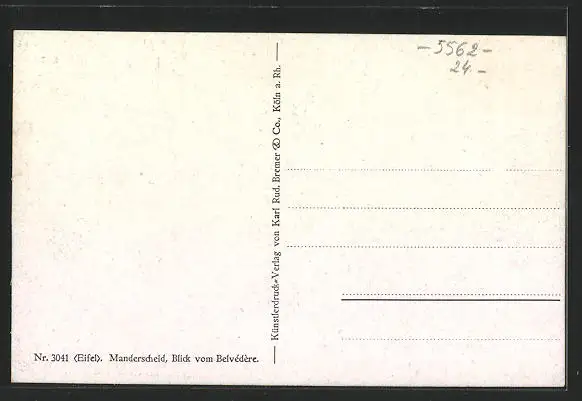 - 5562 -
24. -
Künstlerdruck-Verlag von Karl Rud. Bremer & Co., Köln a. Rh.
Nr. 3041 (Eifel). Manderscheid, Blick vom Belvédère.